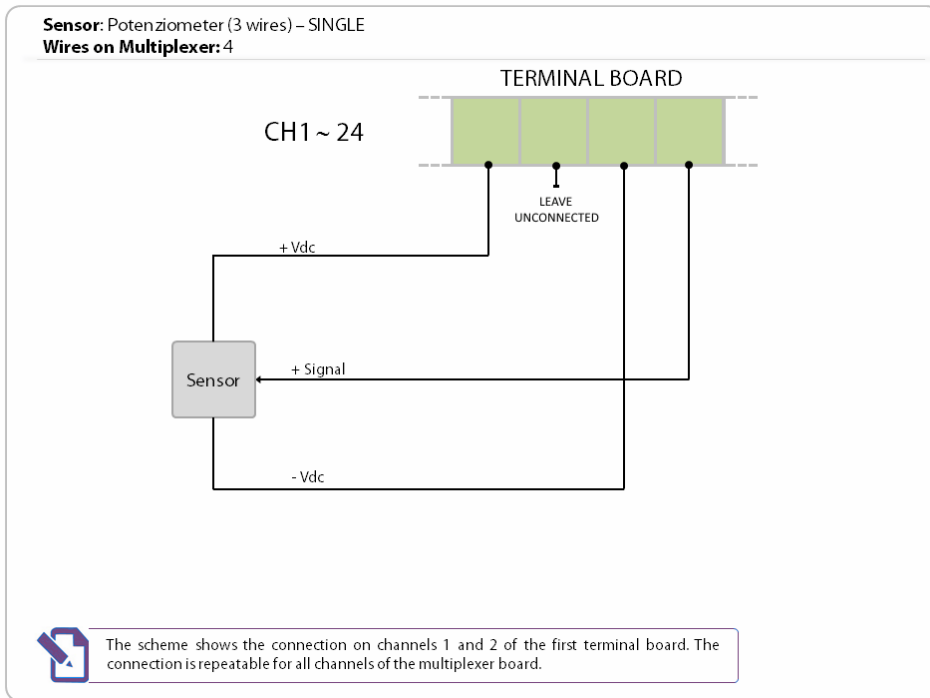 Sensor: Potenziometer (3 wires) – SINGLE
Wires on Multiplexer: 4
TERMINAL BOARD
CH1 ~ 24
LEAVE
UNCONNECTED
+ Vdc
+ Signal
Sensor
- Vdc
The scheme shows the connection on channels 1 and 2 of the first terminal board. The
connection is repeatable for all channels of the multiplexer board.